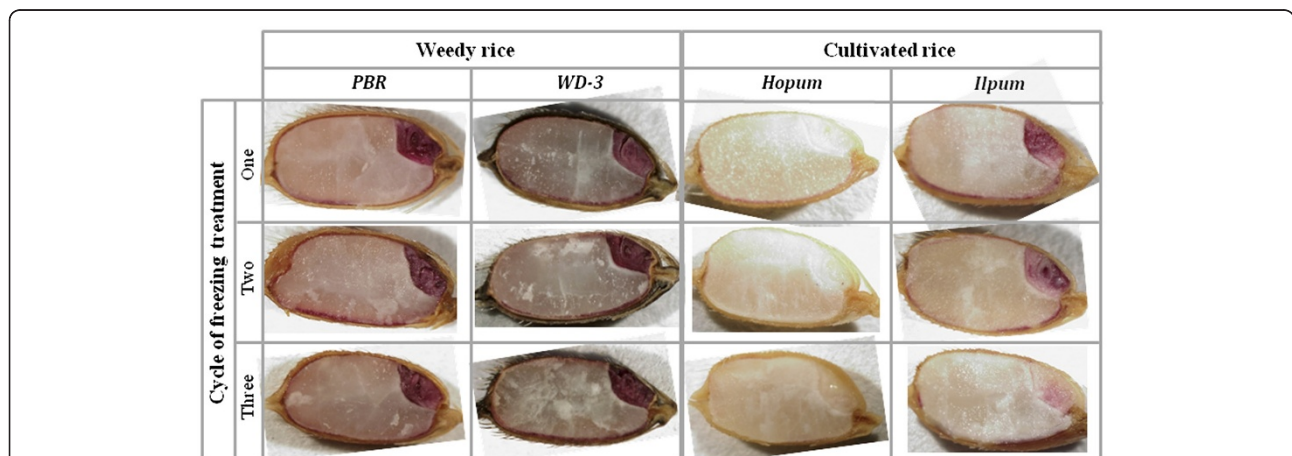 Weedy rice Cultivated rice
PBR WD-3 Hopum Ilpum
Cycle of freezing treatment
One
Two
Three